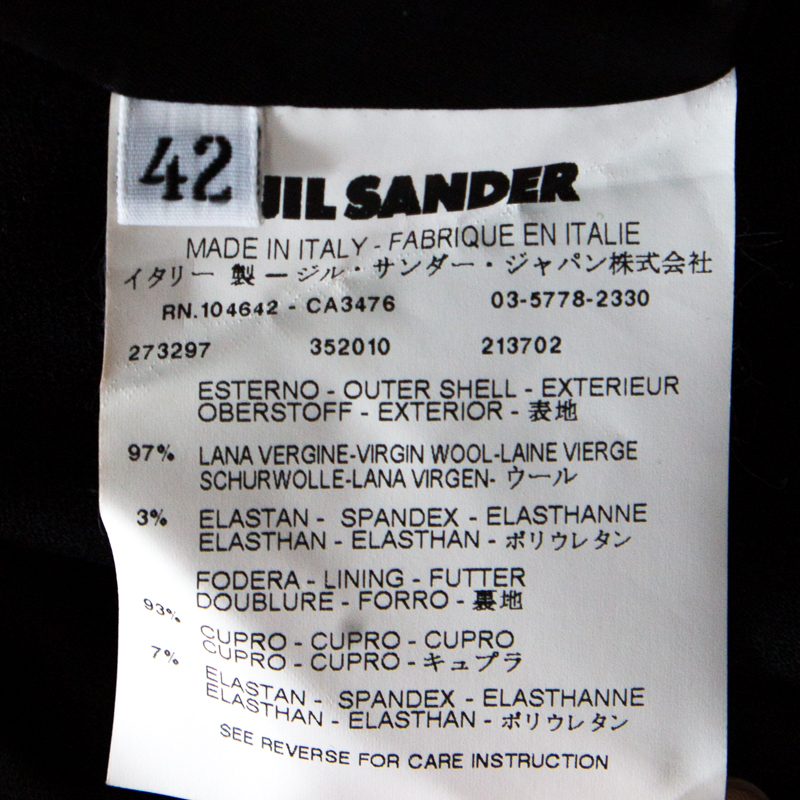 42
JIL SANDER
MADE IN ITALY - FABRIQUE EN ITALIE
イタリー 製 ー ジル・サンダー・ジャパン株式会社
RN.104642 - CA3476 03-5778-2330
273297 352010 213702
ESTERNO - OUTER SHELL - EXTERIEUR
OBERSTOFF - EXTERIOR - 表地
97% LANA VERGINE-VIRGIN WOOL-LAINE VIERGE
SCHURWOLLE-LANA VIRGEN- ウール
3% ELASTAN - SPANDEX - ELASTHANNE
ELASTHAN - ELASTHAN - ポリウレタン
FODERA - LINING - FUTTER
DOUBLURE - FORRO - 裏地
93% CUPRO - CUPRO - CUPRO
CUPRO - CUPRO - キュプラ
7% ELASTAN - SPANDEX - ELASTHANNE
ELASTHAN - ELASTHAN - ポリウレタン
SEE REVERSE FOR CARE INSTRUCTION